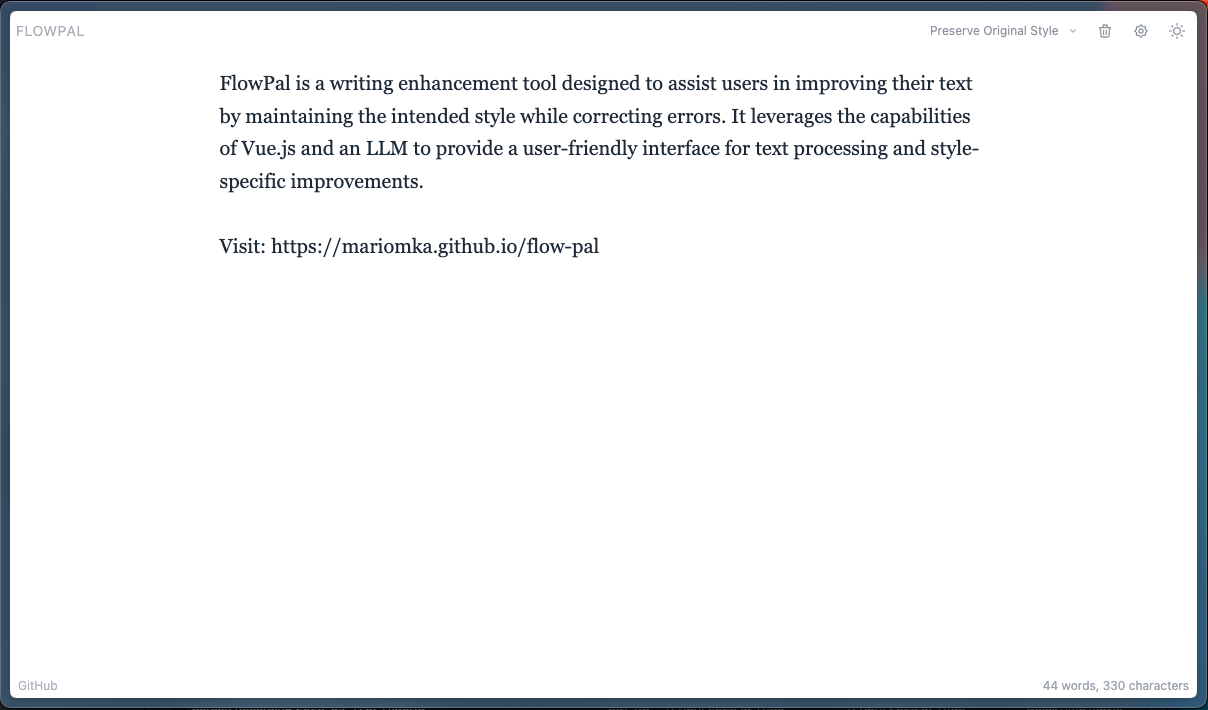 FLOWPAL
Preserve Original Style
FlowPal is a writing enhancement tool designed to assist users in improving their text
by maintaining the intended style while correcting errors. It leverages the capabilities
of Vue.js and an LLM to provide a user-friendly interface for text processing and style-
specific improvements.
Visit: https://mariomka.github.io/flow-pal
GitHub
44 words, 330 characters